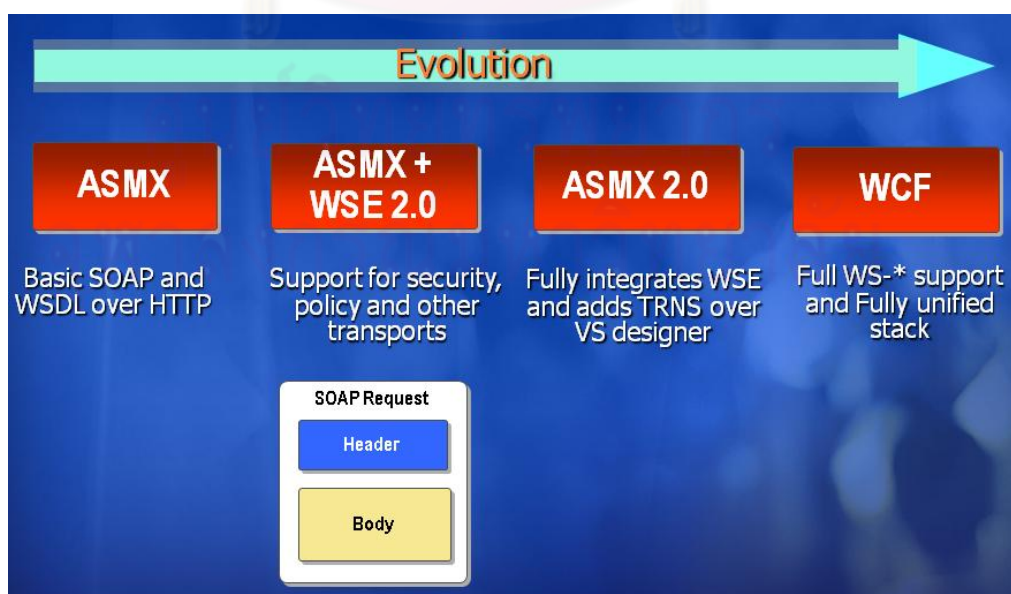 Evolution
ASMX
Basic SOAP and
WSDL over HTTP
ASMX +
WSE 2.0
Support for security,
policy and other
transports
ASMX 2.0
Fully integrates WSE
and adds TRNS over
VS designer
WCF
Full WS-* support
and Fully unified
stack
SOAP Request
Header
Body